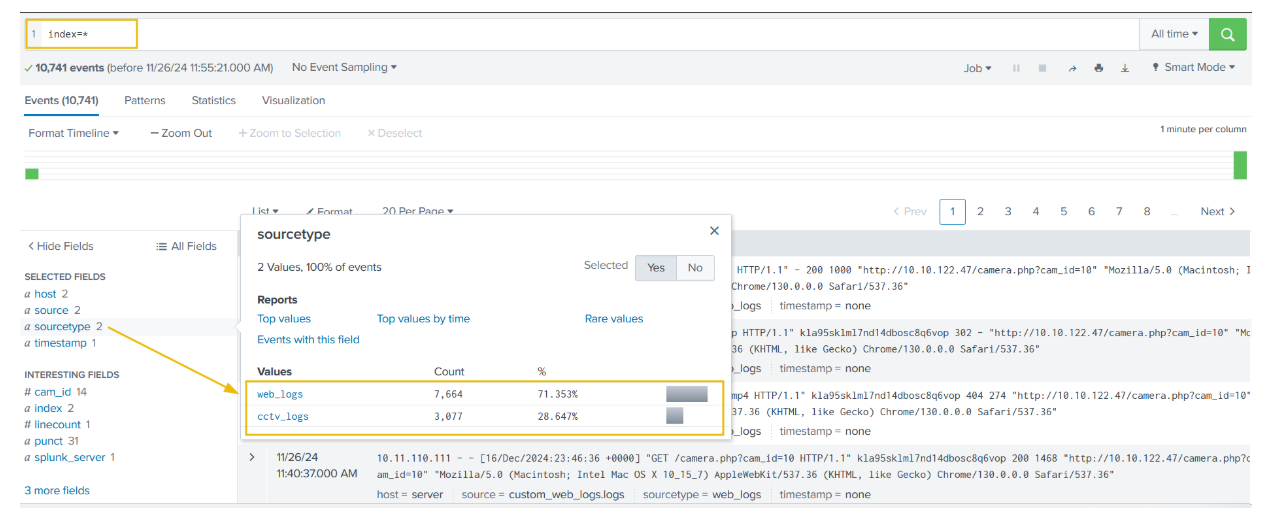 1 index=*
All time
10,741 events (before 11/26/24 11:55:21.000 AM) No Event Sampling
Job Smart Mode
Events (10,741) Patterns Statistics Visualization
Format Timeline — Zoom Out + Zoom to Selection × Deselect
1 minute per column
List Format 20 Per Page
< Prev 1 2 3 4 5 6 7 8 ... Next >
< Hide Fields All Fields
SELECTED FIELDS
a host 2
a source 2
a sourcetype 2
a timestamp 1
INTERESTING FIELDS
# cam_id 14
a index 2
# linecount 1
a punct 31
a splunk_server 1
3 more fields
sourcetype
2 Values, 100% of events
Selected Yes No
Reports
Top values Top values by time Rare values
Events with this field
Values Count %
web_logs 7,664 71.353%
cctv_logs 3,077 28.647%
HTTP/1.1" - 200 1000 "http://10.10.122.47/camera.php?cam_id=10" "Mozilla/5.0 (Macintosh; I
Chrome/130.0.0.0 Safari/537.36"
_logs timestamp = none
p HTTP/1.1" kla95sklml7nd14dbosc8q6vop 302 - "http://10.10.122.47/camera.php?cam_id=10" "Mo
36 (KHTML, like Gecko) Chrome/130.0.0.0 Safari/537.36"
_logs timestamp = none
mp4 HTTP/1.1" kla95sklml7nd14dbosc8q6vop 404 274 "http://10.10.122.47/camera.php?cam_id=10"
37.36 (KHTML, like Gecko) Chrome/130.0.0.0 Safari/537.36"
_logs timestamp = none
> 11/26/24
11:40:37.000 AM
10.11.110.111 - - [16/Dec/2024:23:46:36 +0000] "GET /camera.php?cam_id=10 HTTP/1.1" kla95sklml7nd14dbosc8q6vop 200 1468 "http://10.10.122.47/camera.php?c
am_id=10" "Mozilla/5.0 (Macintosh; Intel Mac OS X 10_15_7) AppleWebKit/537.36 (KHTML, like Gecko) Chrome/130.0.0.0 Safari/537.36"
host = server source = custom_web_logs.logs sourcetype = web_logs timestamp = none